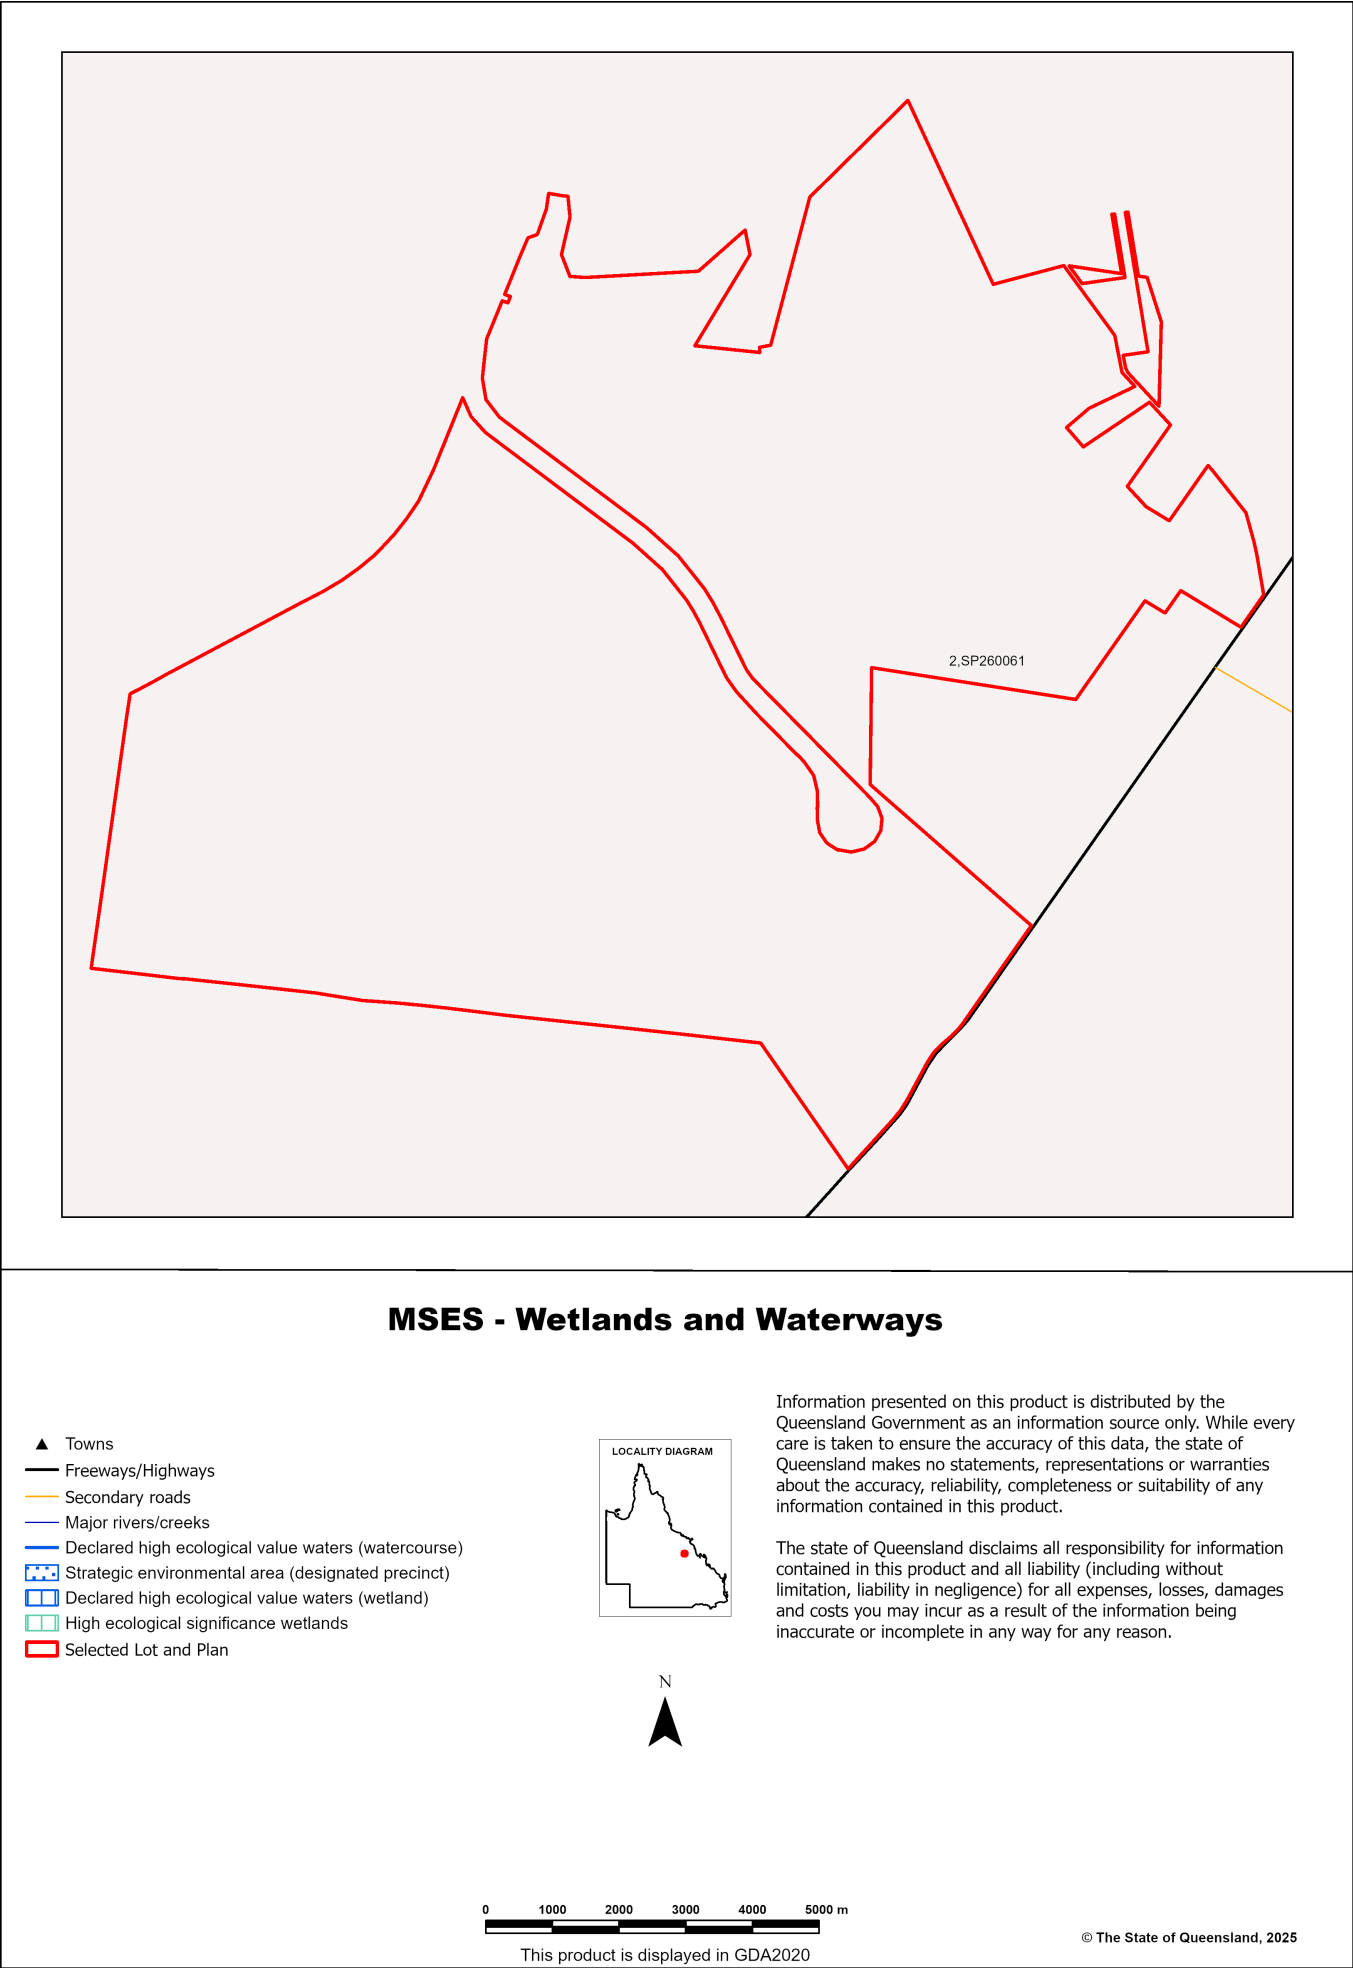 2,SP260061
MSES - Wetlands and Waterways
Towns
Freeways/Highways
Secondary roads
Major rivers/creeks
Declared high ecological value waters (watercourse)
Strategic environmental area (designated precinct)
Declared high ecological value waters (wetland)
High ecological significance wetlands
Selected Lot and Plan
LOCALITY DIAGRAM
N
Information presented on this product is distributed by the
Queensland Government as an information source only. While every
care is taken to ensure the accuracy of this data, the state of
Queensland makes no statements, representations or warranties
about the accuracy, reliability, completeness or suitability of any
information contained in this product.
The state of Queensland disclaims all responsibility for information
contained in this product and all liability (including without
limitation, liability in negligence) for all expenses, losses, damages
and costs you may incur as a result of the information being
inaccurate or incomplete in any way for any reason.
0 1000 2000 3000 4000 5000 m
This product is displayed in GDA2020
© The State of Queensland, 2025